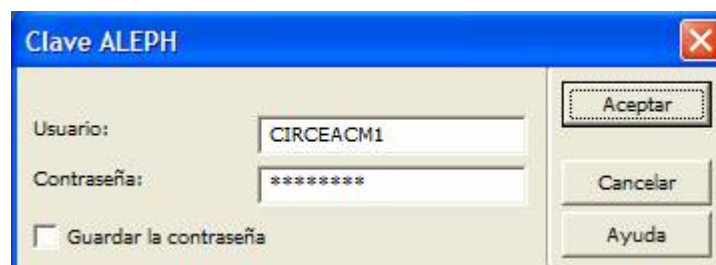 Clave ALEPH
Aceptar
Usuario: CIRCEACM1
Contraseña: ********
Cancelar
Guardar la contraseña
Ayuda